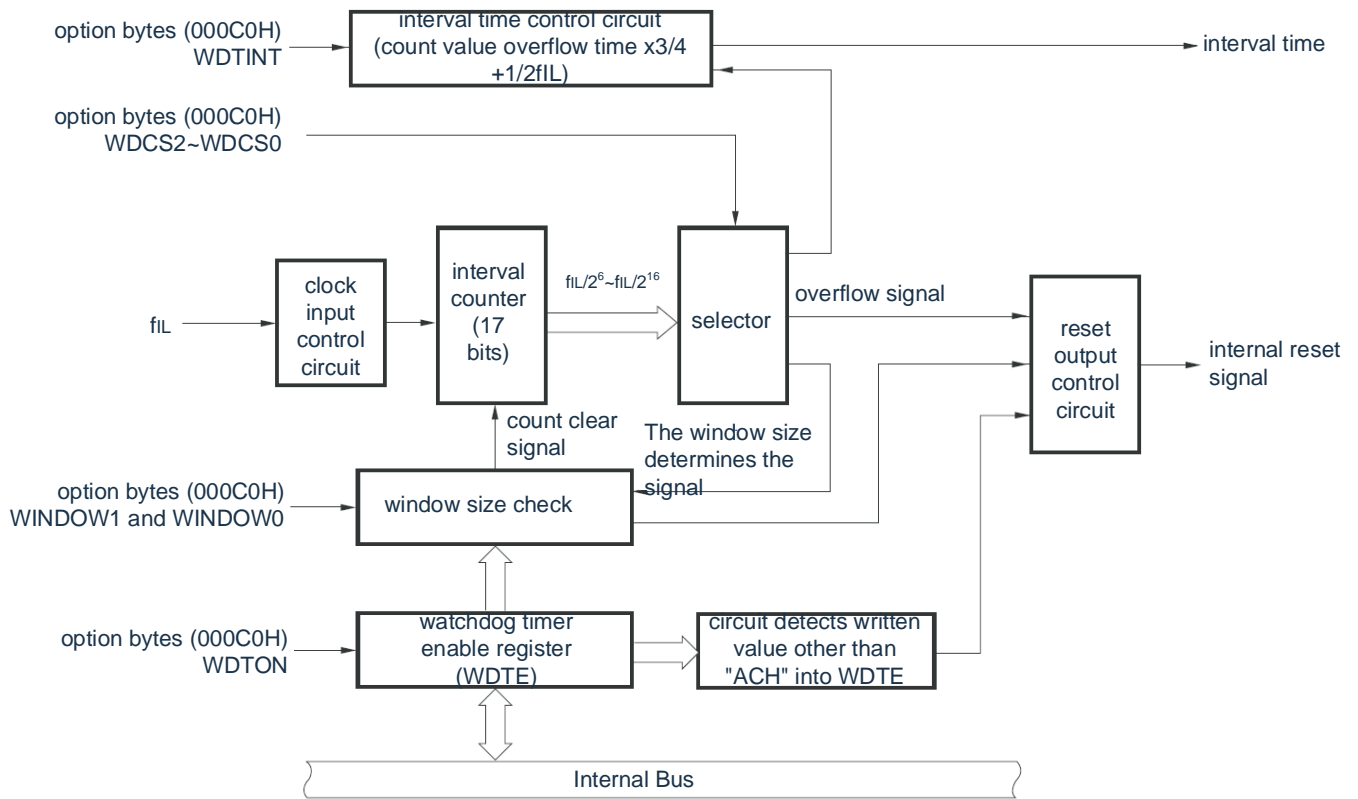 option bytes (000C0H)
WDTINT
interval time control circuit
(count value overflow time x3/4
+1/2fIL)
interval time
option bytes (000C0H)
WDCS2~WDCS0
fIL
clock
input
control
circuit
interval
counter
(17
bits)
fIL/2⁶~fIL/2¹⁶
selector
overflow signal
reset
output
control
circuit
internal reset
signal
count clear
signal
The window size
determines the
signal
option bytes (000C0H)
WINDOW1 and WINDOW0
window size check
option bytes (000C0H)
WDTON
watchdog timer
enable register
(WDTE)
circuit detects written
value other than
"ACH" into WDTE
Internal Bus